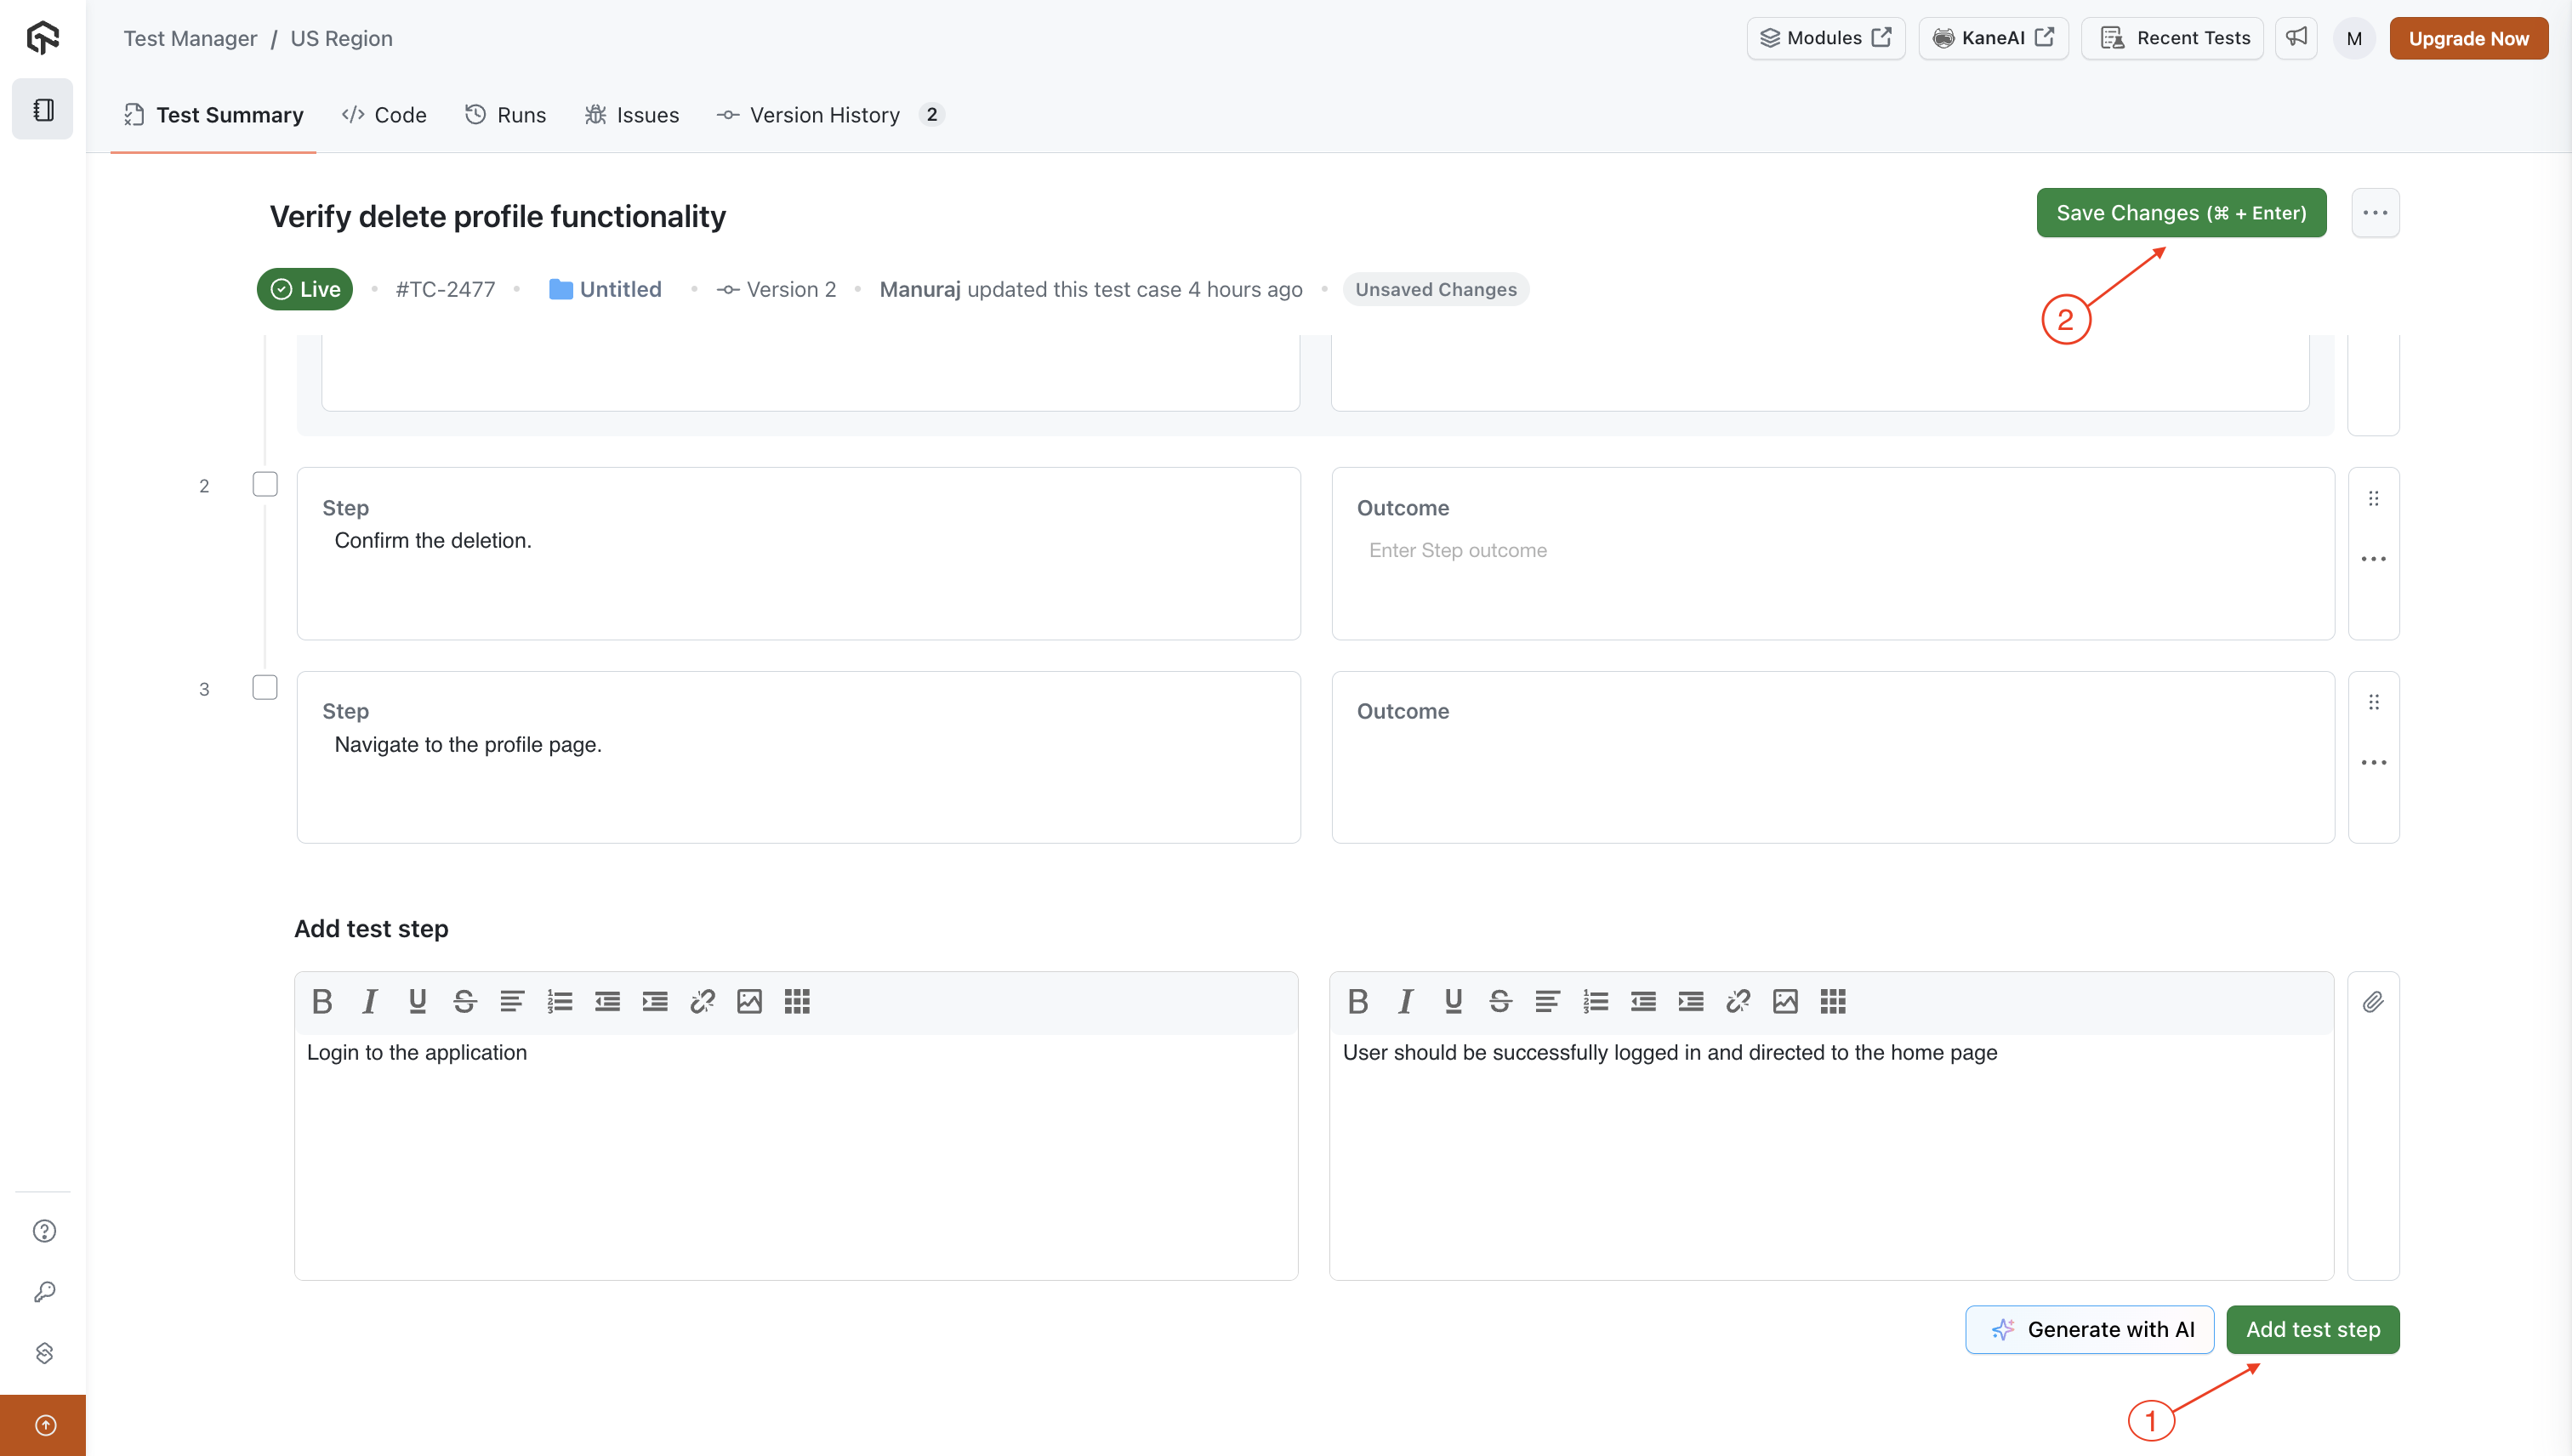 Test Manager / US Region
Modules
KaneAI
Recent Tests
M
Upgrade Now
Test Summary
</> Code
Runs
Issues
Version History 2
Verify delete profile functionality
Save Changes (⌘ + Enter)
Live
#TC-2477
Untitled
Version 2
Manuraj updated this test case 4 hours ago
Unsaved Changes
2
2
Step
Confirm the deletion.
Outcome
Enter Step outcome
3
Step
Navigate to the profile page.
Outcome
Add test step
B I U S
B I U S
Login to the application
User should be successfully logged in and directed to the home page
Generate with AI
Add test step
1